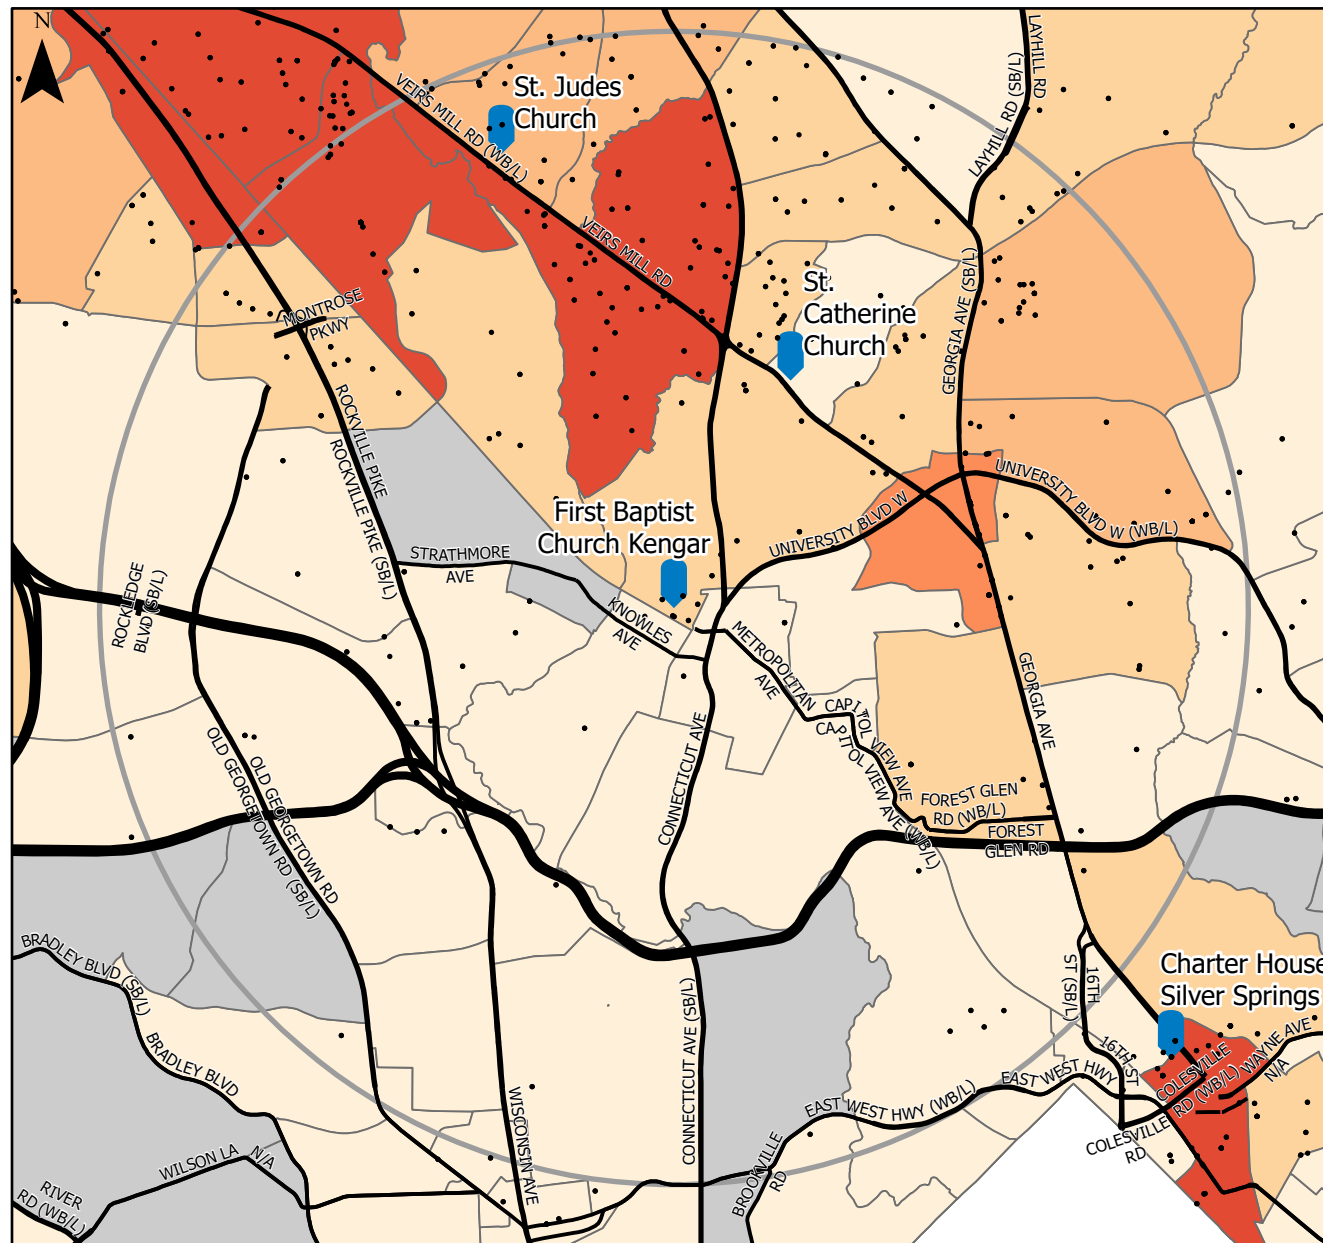 N
LAYHILL RD
LAYHILL RD (SB/L)
St. Judes
Church
VEIRS MILL RD (WB/L)
VEIRS MILL RD
St.
Catherine
Church
GEORGIA AVE (SB/L)
MONTROSE
PKWY
ROCKVILLE PIKE
ROCKVILLE PIKE (SB/L)
UNIVERSITY BLVD W
UNIVERSITY BLVD W (WB/L)
First Baptist
Church Kengar
STRATHMORE
AVE
ROCKLEDGE
BLVD (SB/L)
KNOWLES
AVE
METROPOLITAN
AVE
GEORGIA AVE
CAPITOL VIEW AVE
CAPITOL VIEW AVE (WB/L)
OLD GEORGETOWN RD
OLD GEORGETOWN RD (SB/L)
CONNECTICUT AVE
FOREST GLEN
RD (WB/L)
FOREST
GLEN RD
BRADLEY BLVD (SB/L)
BRADLEY BLVD
CONNECTICUT AVE (SB/L)
16TH
ST (SB/L)
Charter House
Silver Springs
16TH ST
COLESVILLE
RD (WB/L)
WAYNE AVE
N/A
EAST WEST HWY
EAST WEST HWY (WB/L)
COLESVILLE
RD
WISCONSIN AVE
BROOKVILLE
RD
WILSON LA
N/A
RIVER
RD (WB/L)